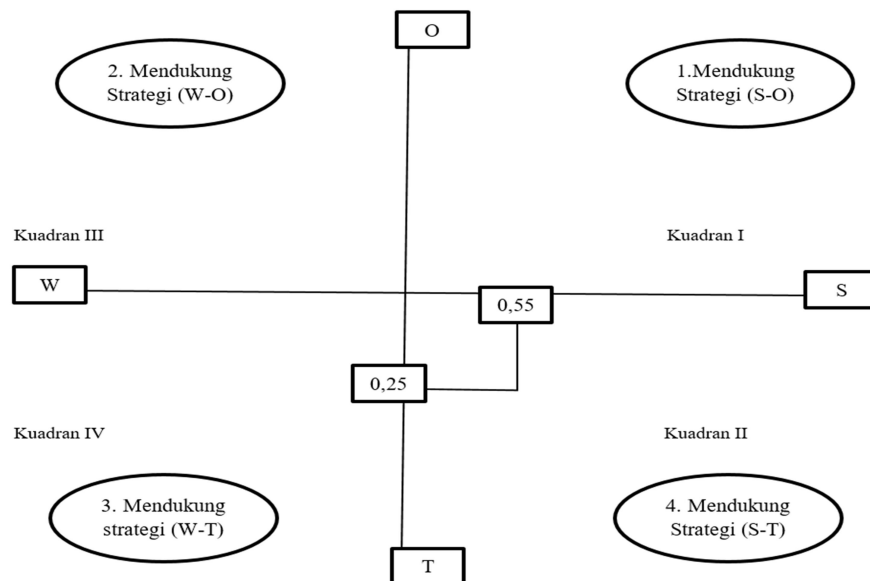 O
2. Mendukung
Strategi (W-O)
1.Mendukung
Strategi (S-O)
Kuadran III
Kuadran I
W
S
0,55
0,25
Kuadran IV
Kuadran II
3. Mendukung
strategi (W-T)
4. Mendukung
Strategi (S-T)
T